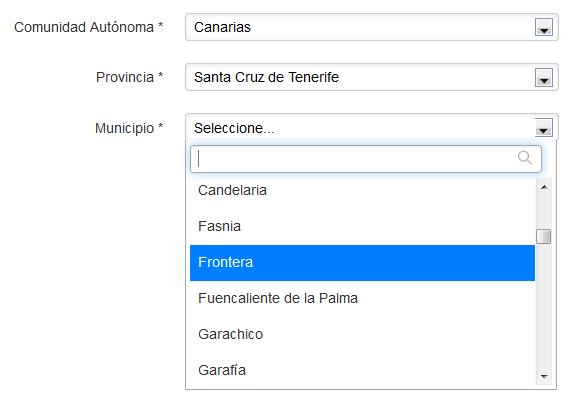 Comunidad Autónoma * Canarias
Provincia * Santa Cruz de Tenerife
Municipio * Seleccione...
Candelaria
Fasnia
Frontera
Fuencaliente de la Palma
Garachico
Garafía